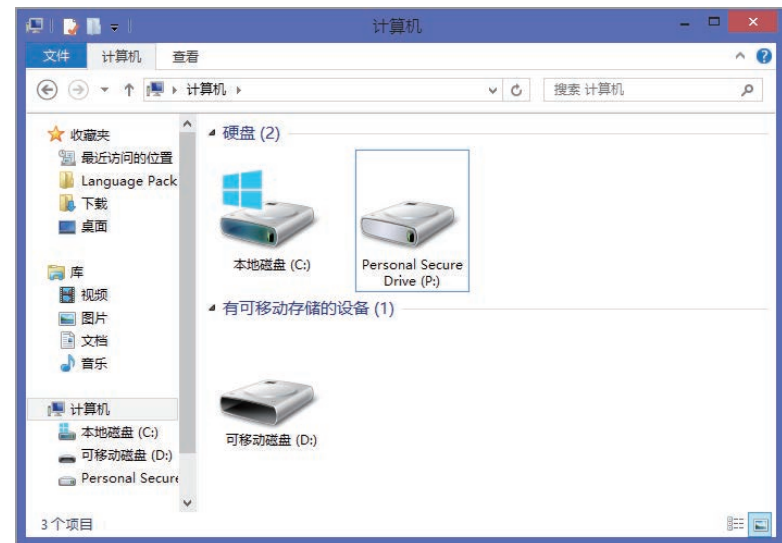 计算机
文件 计算机 查看
计算机
搜索 计算机
收藏夹
最近访问的位置
Language Pack
下载
桌面
库
视频
图片
文档
音乐
计算机
本地磁盘 (C:)
可移动磁盘 (D:)
Personal Secure
硬盘 (2)
本地磁盘 (C:)
Personal Secure
Drive (P:)
有可移动存储的设备 (1)
可移动磁盘 (D:)
3 个项目